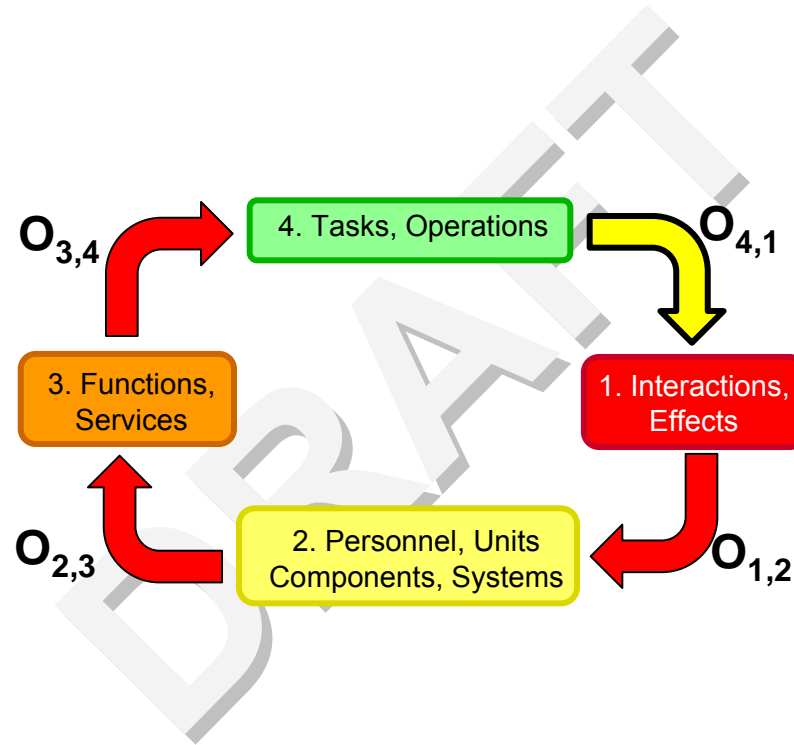 DRAFT
4. Tasks, Operations
O3,4
O4,1
3. Functions,
Services
1. Interactions,
Effects
2. Personnel, Units
Components, Systems
O2,3
O1,2